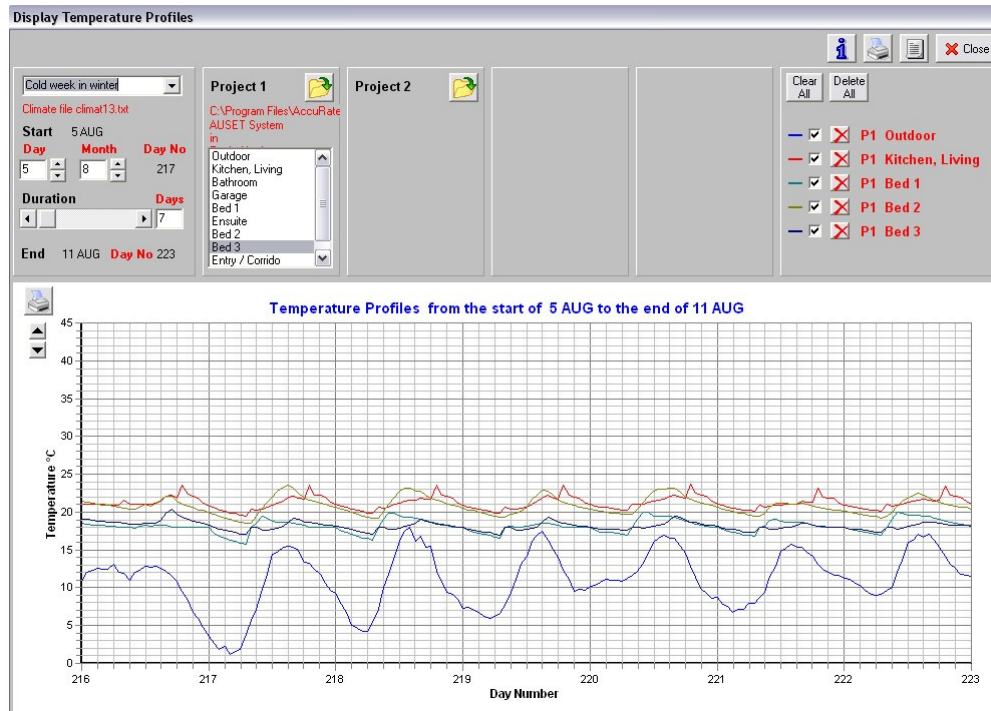 Display Temperature Profiles
Close
Cold week in winter
Climate file climat13.txt
Start 5 AUG
Day Month Day No
5 8 217
Duration Days
7
End 11 AUG Day No 223
Project 1
C:\Program Files\AccuRate
AUSET System
in
Outdoor
Kitchen, Living
Bathroom
Garage
Bed 1
Ensuite
Bed 2
Bed 3
Entry / Corrido
Project 2
Clear All
Delete All
P1 Outdoor
P1 Kitchen, Living
P1 Bed 1
P1 Bed 2
P1 Bed 3
Temperature Profiles from the start of 5 AUG to the end of 11 AUG
Temperature °C
45
40
35
30
25
20
15
10
5
0
216 217 218 219 220 221 222 223
Day Number